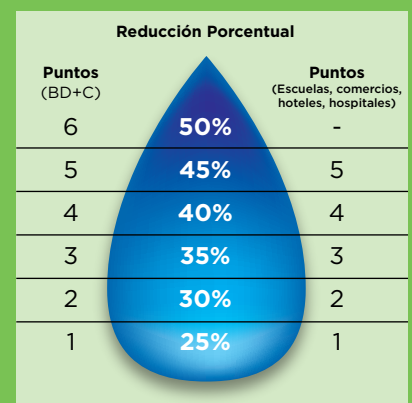 Reducción Porcentual
Puntos
(BD+C)
Puntos
(Escuelas, comercios,
hoteles, hospitales)
6 50% -
5 45% 5
4 40% 4
3 35% 3
2 30% 2
1 25% 1